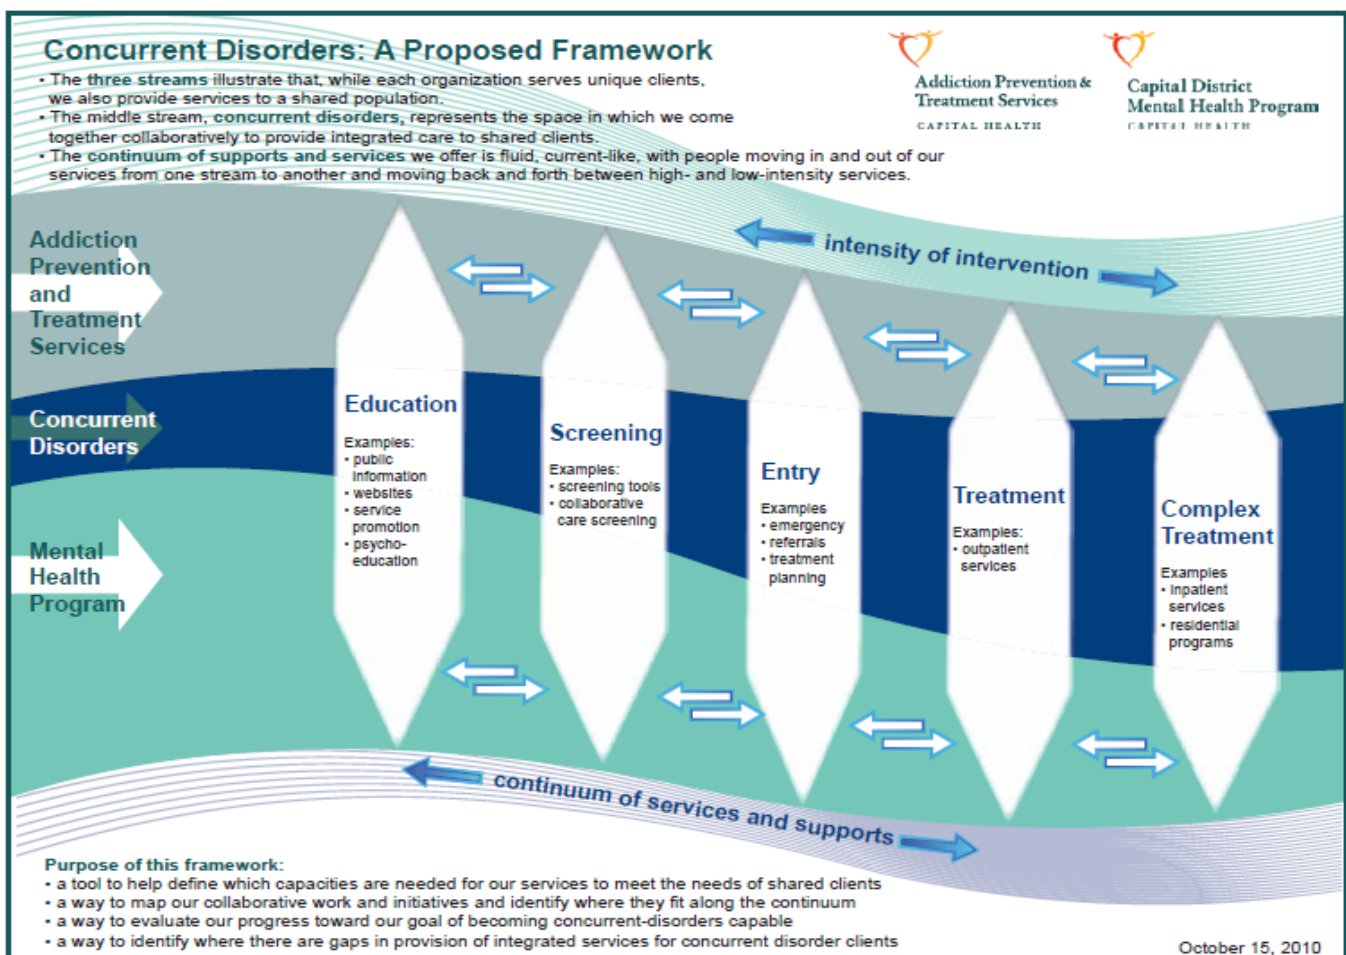 Concurrent Disorders: A Proposed Framework
• The three streams illustrate that, while each organization serves unique clients,
we also provide services to a shared population.
• The middle stream, concurrent disorders, represents the space in which we come
together collaboratively to provide integrated care to shared clients.
• The continuum of supports and services we offer is fluid, current-like, with people moving in and out of our
services from one stream to another and moving back and forth between high- and low-intensity services.
Addiction Prevention &
Treatment Services
CAPITAL HEALTH
Capital District
Mental Health Program
CAPITAL HEALTH
intensity of intervention
Addiction
Prevention
and
Treatment
Services
Concurrent
Disorders
Mental
Health
Program
Education
Examples:
• public
information
• websites
• service
promotion
• psycho-
education
Screening
Examples:
• screening tools
• collaborative
care screening
Entry
Examples
• emergency
• referrals
• treatment
planning
Treatment
Examples:
• outpatient
services
Complex
Treatment
Examples
• inpatient
services
• residential
programs
continuum of services and supports
Purpose of this framework:
• a tool to help define which capacities are needed for our services to meet the needs of shared clients
• a way to map our collaborative work and initiatives and identify where they fit along the continuum
• a way to evaluate our progress toward our goal of becoming concurrent-disorders capable
• a way to identify where there are gaps in provision of integrated services for concurrent disorder clients
October 15, 2010